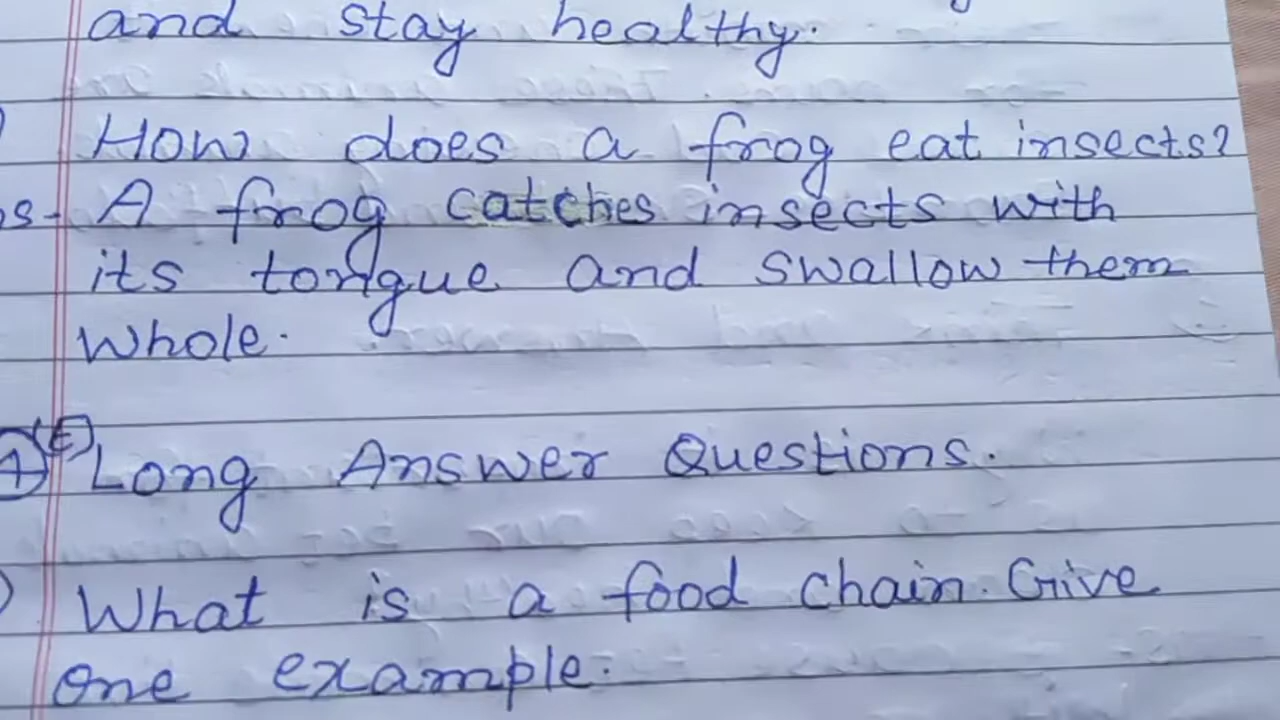 and stay healthy.
How does a frog eat insects?
s- A frog catches insects with
its tongue and swallow them
whole.
(E) Long Answer Questions.
What is a food chain. Give
one example.